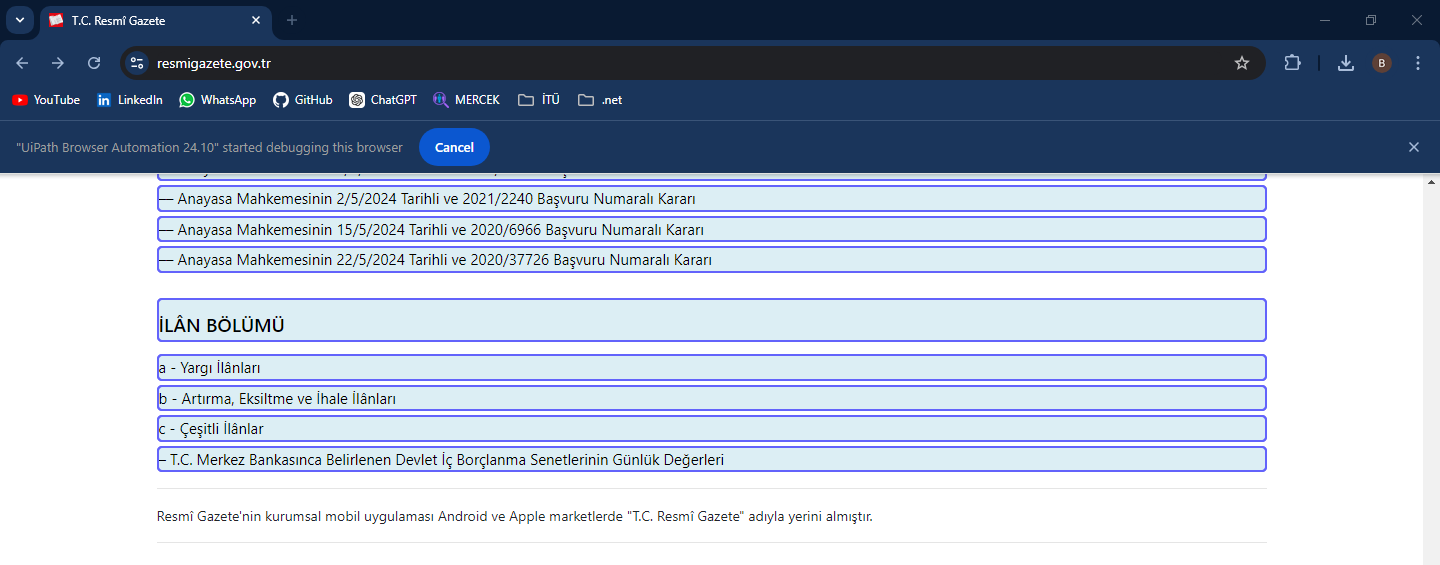 T.C. Resmî Gazete
resmigazete.gov.tr
B
YouTube
LinkedIn
WhatsApp
GitHub
ChatGPT
MERCEK
İTÜ
.net
"UiPath Browser Automation 24.10" started debugging this browser
Cancel
— Anayasa Mahkemesinin 2/5/2024 Tarihli ve 2021/2240 Başvuru Numaralı Kararı
— Anayasa Mahkemesinin 15/5/2024 Tarihli ve 2020/6966 Başvuru Numaralı Kararı
— Anayasa Mahkemesinin 22/5/2024 Tarihli ve 2020/37726 Başvuru Numaralı Kararı
İLÂN BÖLÜMÜ
a - Yargı İlânları
b - Artırma, Eksiltme ve İhale İlânları
c - Çeşitli İlânlar
– T.C. Merkez Bankasınca Belirlenen Devlet İç Borçlanma Senetlerinin Günlük Değerleri
Resmî Gazete'nin kurumsal mobil uygulaması Android ve Apple marketlerde "T.C. Resmî Gazete" adıyla yerini almıştır.